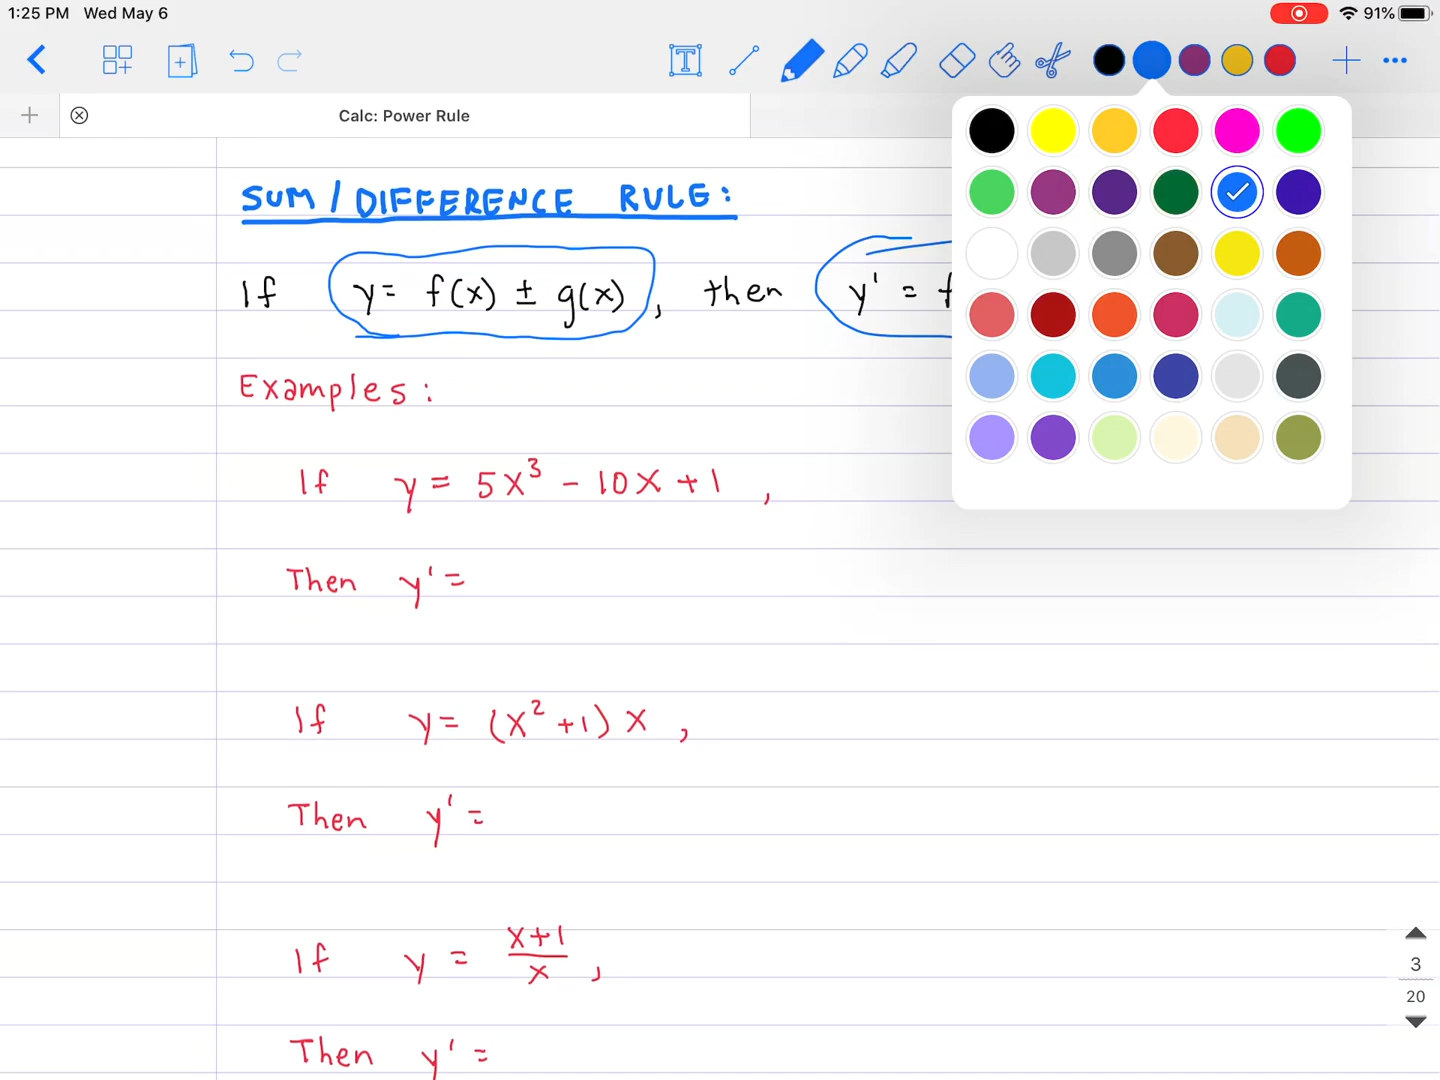 1:25 PM Wed May 6 91%
Calc: Power Rule
SUM / DIFFERENCE RULE:
If y = f(x) ± g(x), then y' = f
Examples:
If y = 5x³ - 10x + 1,
Then y' =
If y = (x² + 1) x,
Then y' =
If y = x+1/x,
Then y' =
3
20